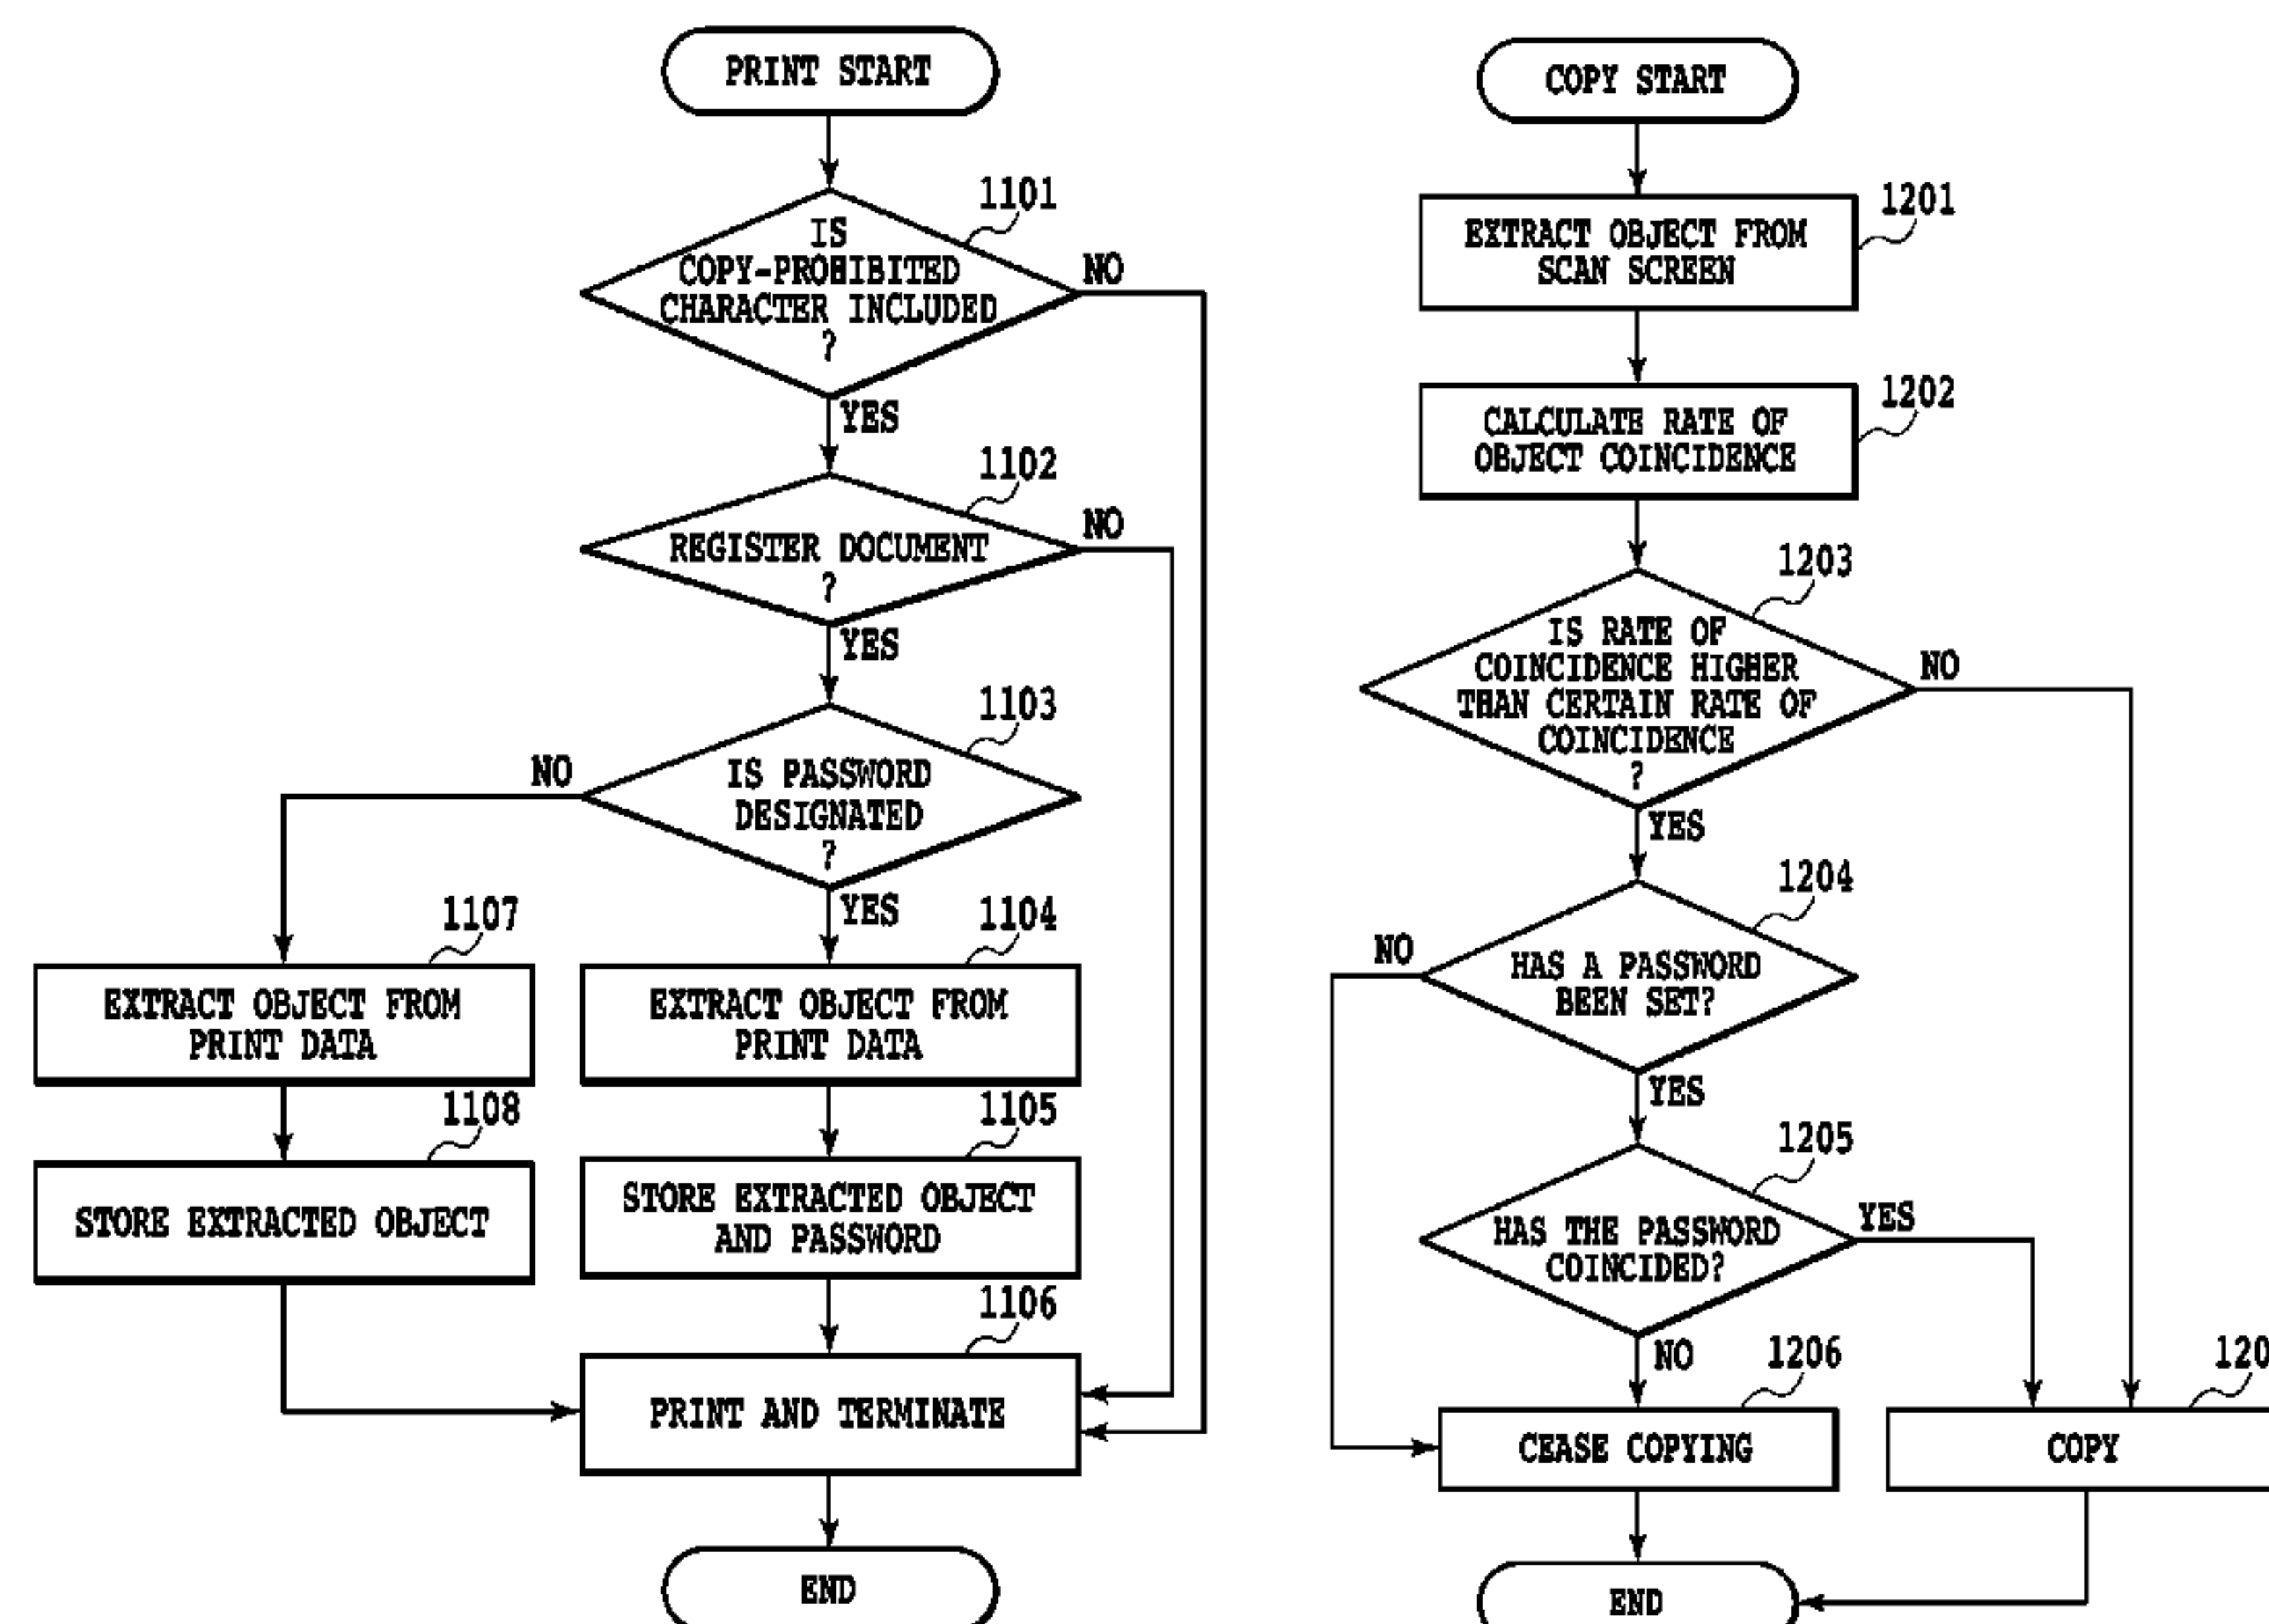 PRINT START
1101
IS
COPY-PROHIBITED
CHARACTER INCLUDED
?
NO
YES
1102
REGISTER DOCUMENT
?
NO
YES
1103
IS PASSWORD
DESIGNATED
?
NO
YES
1107
EXTRACT OBJECT FROM
PRINT DATA
1104
EXTRACT OBJECT FROM
PRINT DATA
1108
STORE EXTRACTED OBJECT
1105
STORE EXTRACTED OBJECT
AND PASSWORD
1106
PRINT AND TERMINATE
END
COPY START
1201
EXTRACT OBJECT FROM
SCAN SCREEN
1202
CALCULATE RATE OF
OBJECT COINCIDENCE
1203
IS RATE OF
COINCIDENCE HIGHER
THAN CERTAIN RATE OF
COINCIDENCE
?
NO
YES
1204
HAS A PASSWORD
BEEN SET?
NO
YES
1205
HAS THE PASSWORD
COINCIDED?
YES
NO
1206
CEASE COPYING
COPY
END